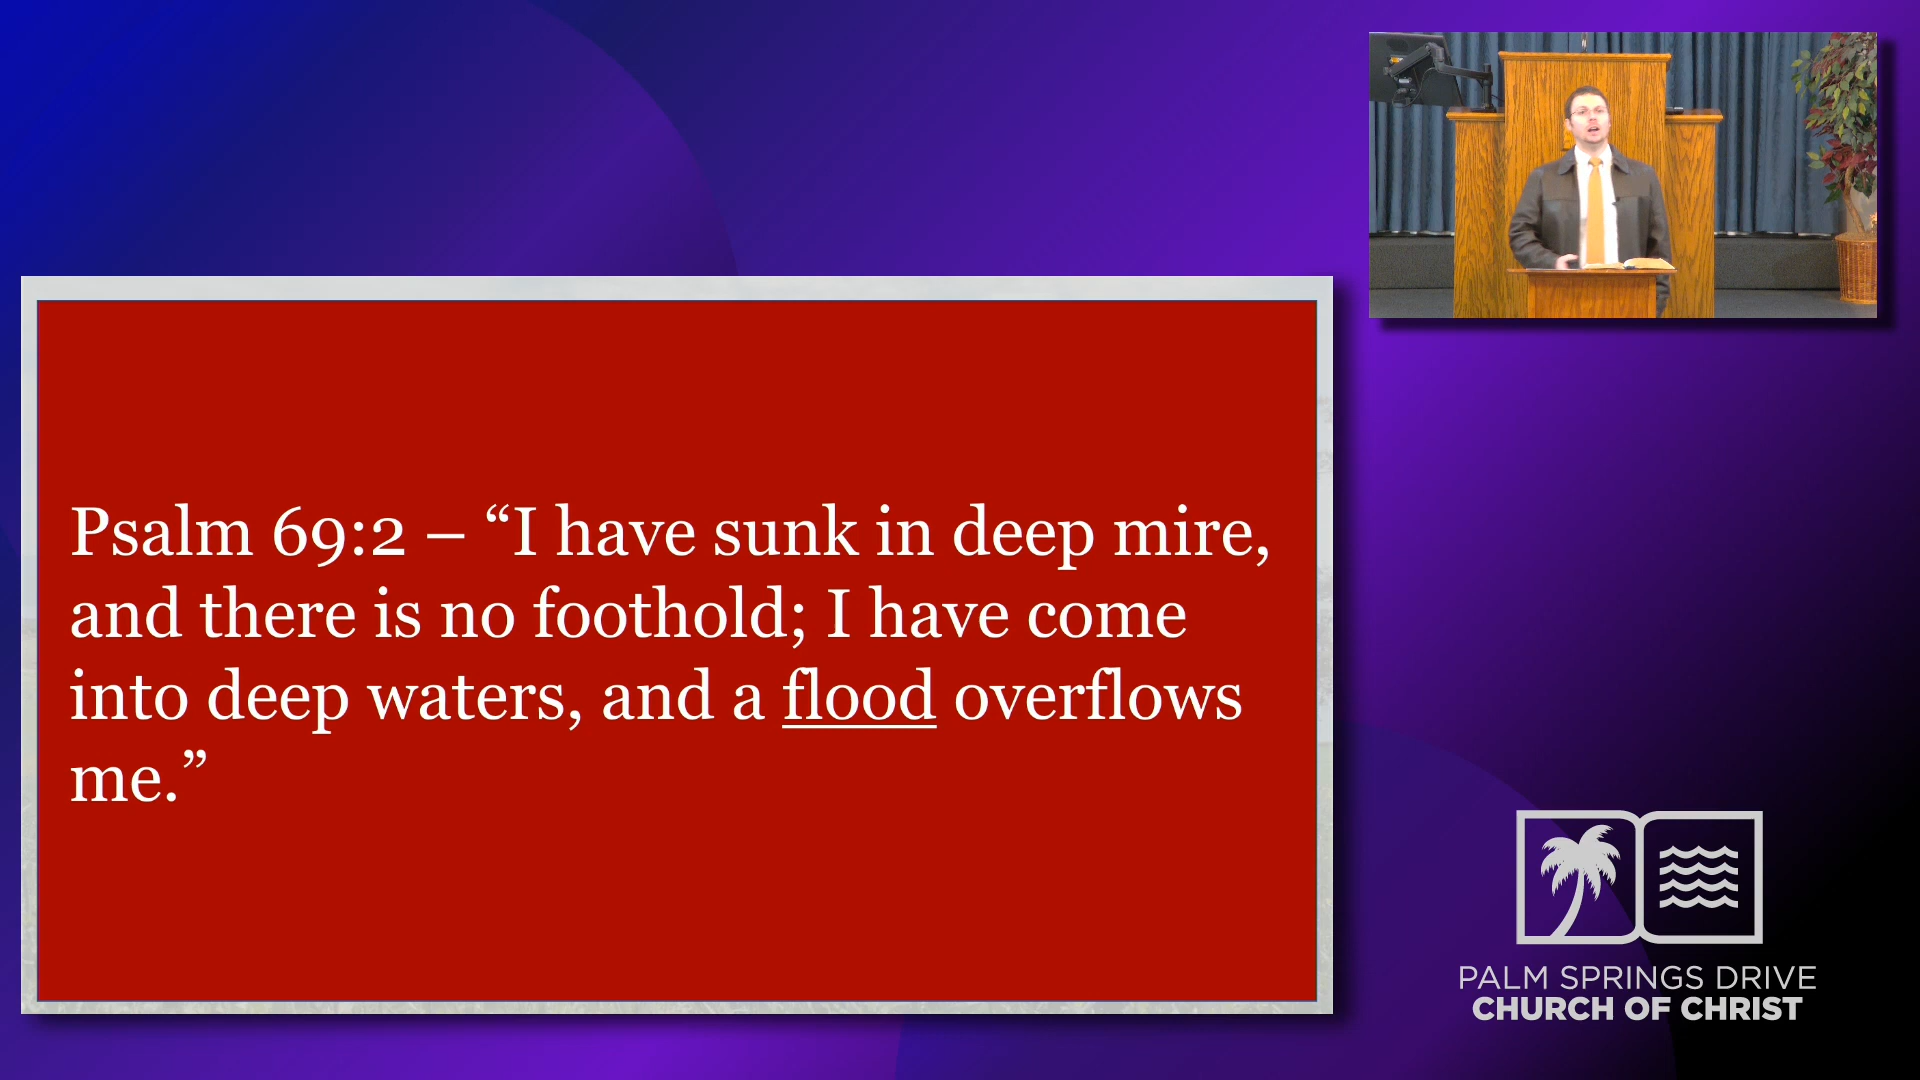 Psalm 69:2 – “I have sunk in deep mire,
and there is no foothold; I have come
into deep waters, and a flood overflows
me.”
PALM SPRINGS DRIVE
CHURCH OF CHRIST